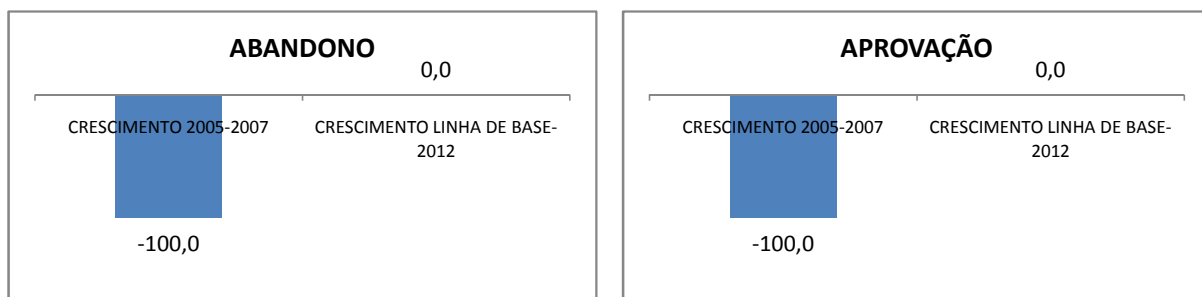 ABANDONO
0,0
CRESCIMENTO 2005-2007
CRESCIMENTO LINHA DE BASE-
2012
-100,0
APROVAÇÃO
0,0
CRESCIMENTO 2005-2007
CRESCIMENTO LINHA DE BASE-
2012
-100,0